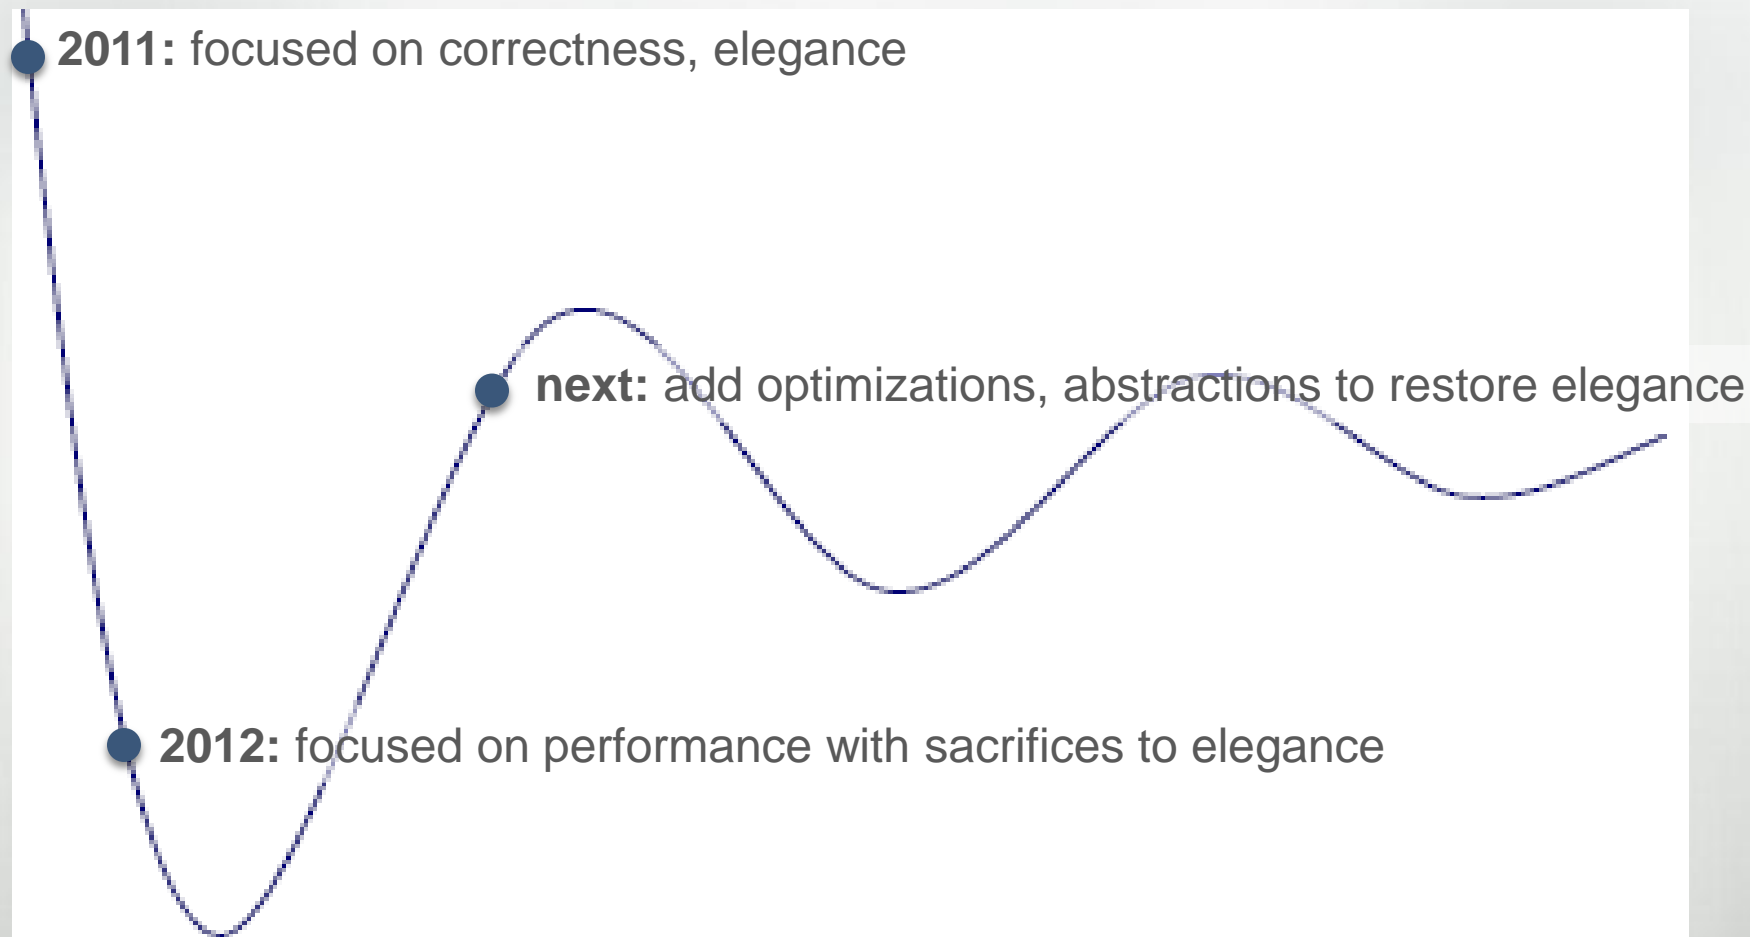 2011: focused on correctness, elegance
next: add optimizations, abstractions to restore elegance
2012: focused on performance with sacrifices to elegance